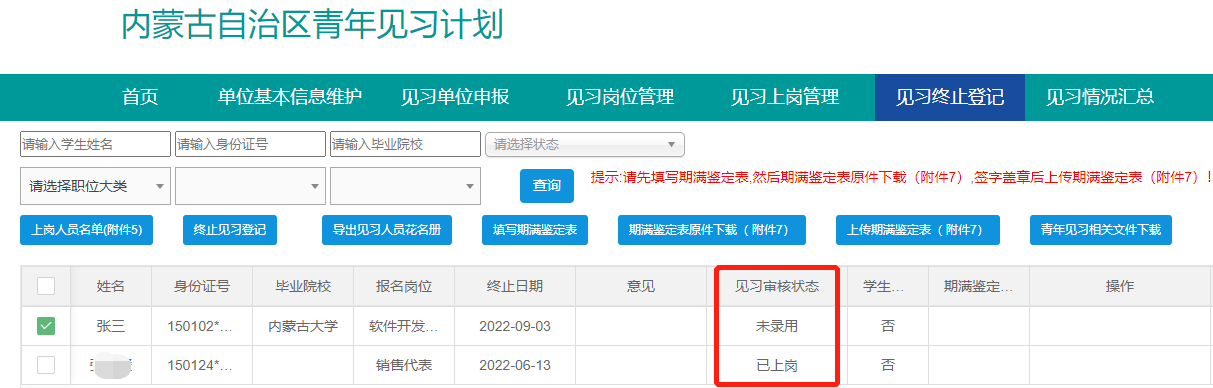 内蒙古自治区青年见习计划
首页 单位基本信息维护 见习单位申报 见习岗位管理 见习上岗管理 见习终止登记 见习情况汇总
请输入学生姓名 请输入身份证号 请输入毕业院校 请选择状态
请选择职位大类 查询 提示:请先填写期满鉴定表,然后期满鉴定表原件下载（附件7）,签字盖章后上传期满鉴定表（附件7）！
上岗人员名单(附件5) 终止见习登记 导出见习人员花名册 填写期满鉴定表 期满鉴定表原件下载（附件7） 上传期满鉴定表（附件7） 青年见习相关文件下载
姓名 身份证号 毕业院校 报名岗位 终止日期 意见 见习审核状态 学生... 期满鉴定... 操作
张三 150102*... 内蒙古大学 软件开发... 2022-09-03 未录用 否
150124*... 销售代表 2022-06-13 已上岗 否